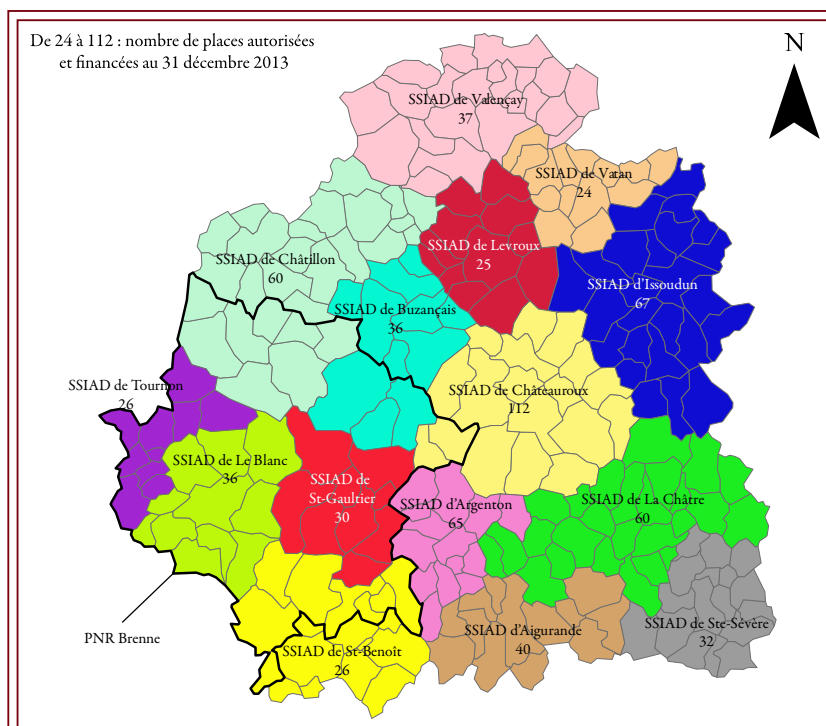 De 24 à 112 : nombre de places autorisées
et financées au 31 décembre 2013
N
SSIAD de Valençay
37
SSIAD de Vatan
24
SSIAD de Levroux
25
SSIAD de Châtillon
60
SSIAD d'Issoudun
67
SSIAD de Buzançais
36
SSIAD de Tournon
26
SSIAD de Châteauroux
112
SSIAD de Le Blanc
36
SSIAD de
St-Gaultier
30
SSIAD d'Argenton
65
SSIAD de La Châtre
60
PNR Brenne
SSIAD de St-Benoît
26
SSIAD d'Aigurande
40
SSIAD de Ste-Sévère
32